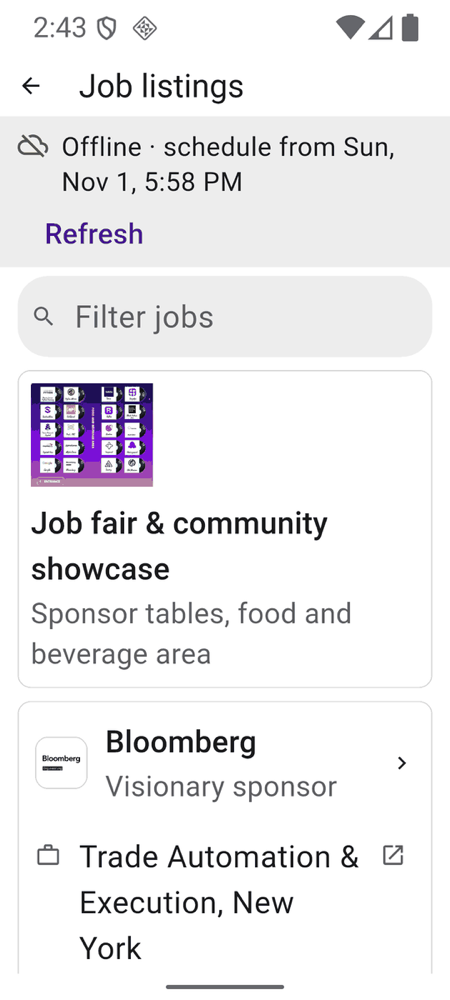 2:43
Job listings
Offline · schedule from Sun,
Nov 1, 5:58 PM
Refresh
Filter jobs
Job fair & community
showcase
Sponsor tables, food and
beverage area
Bloomberg
Bloomberg
Visionary sponsor
Trade Automation &
Execution, New
York